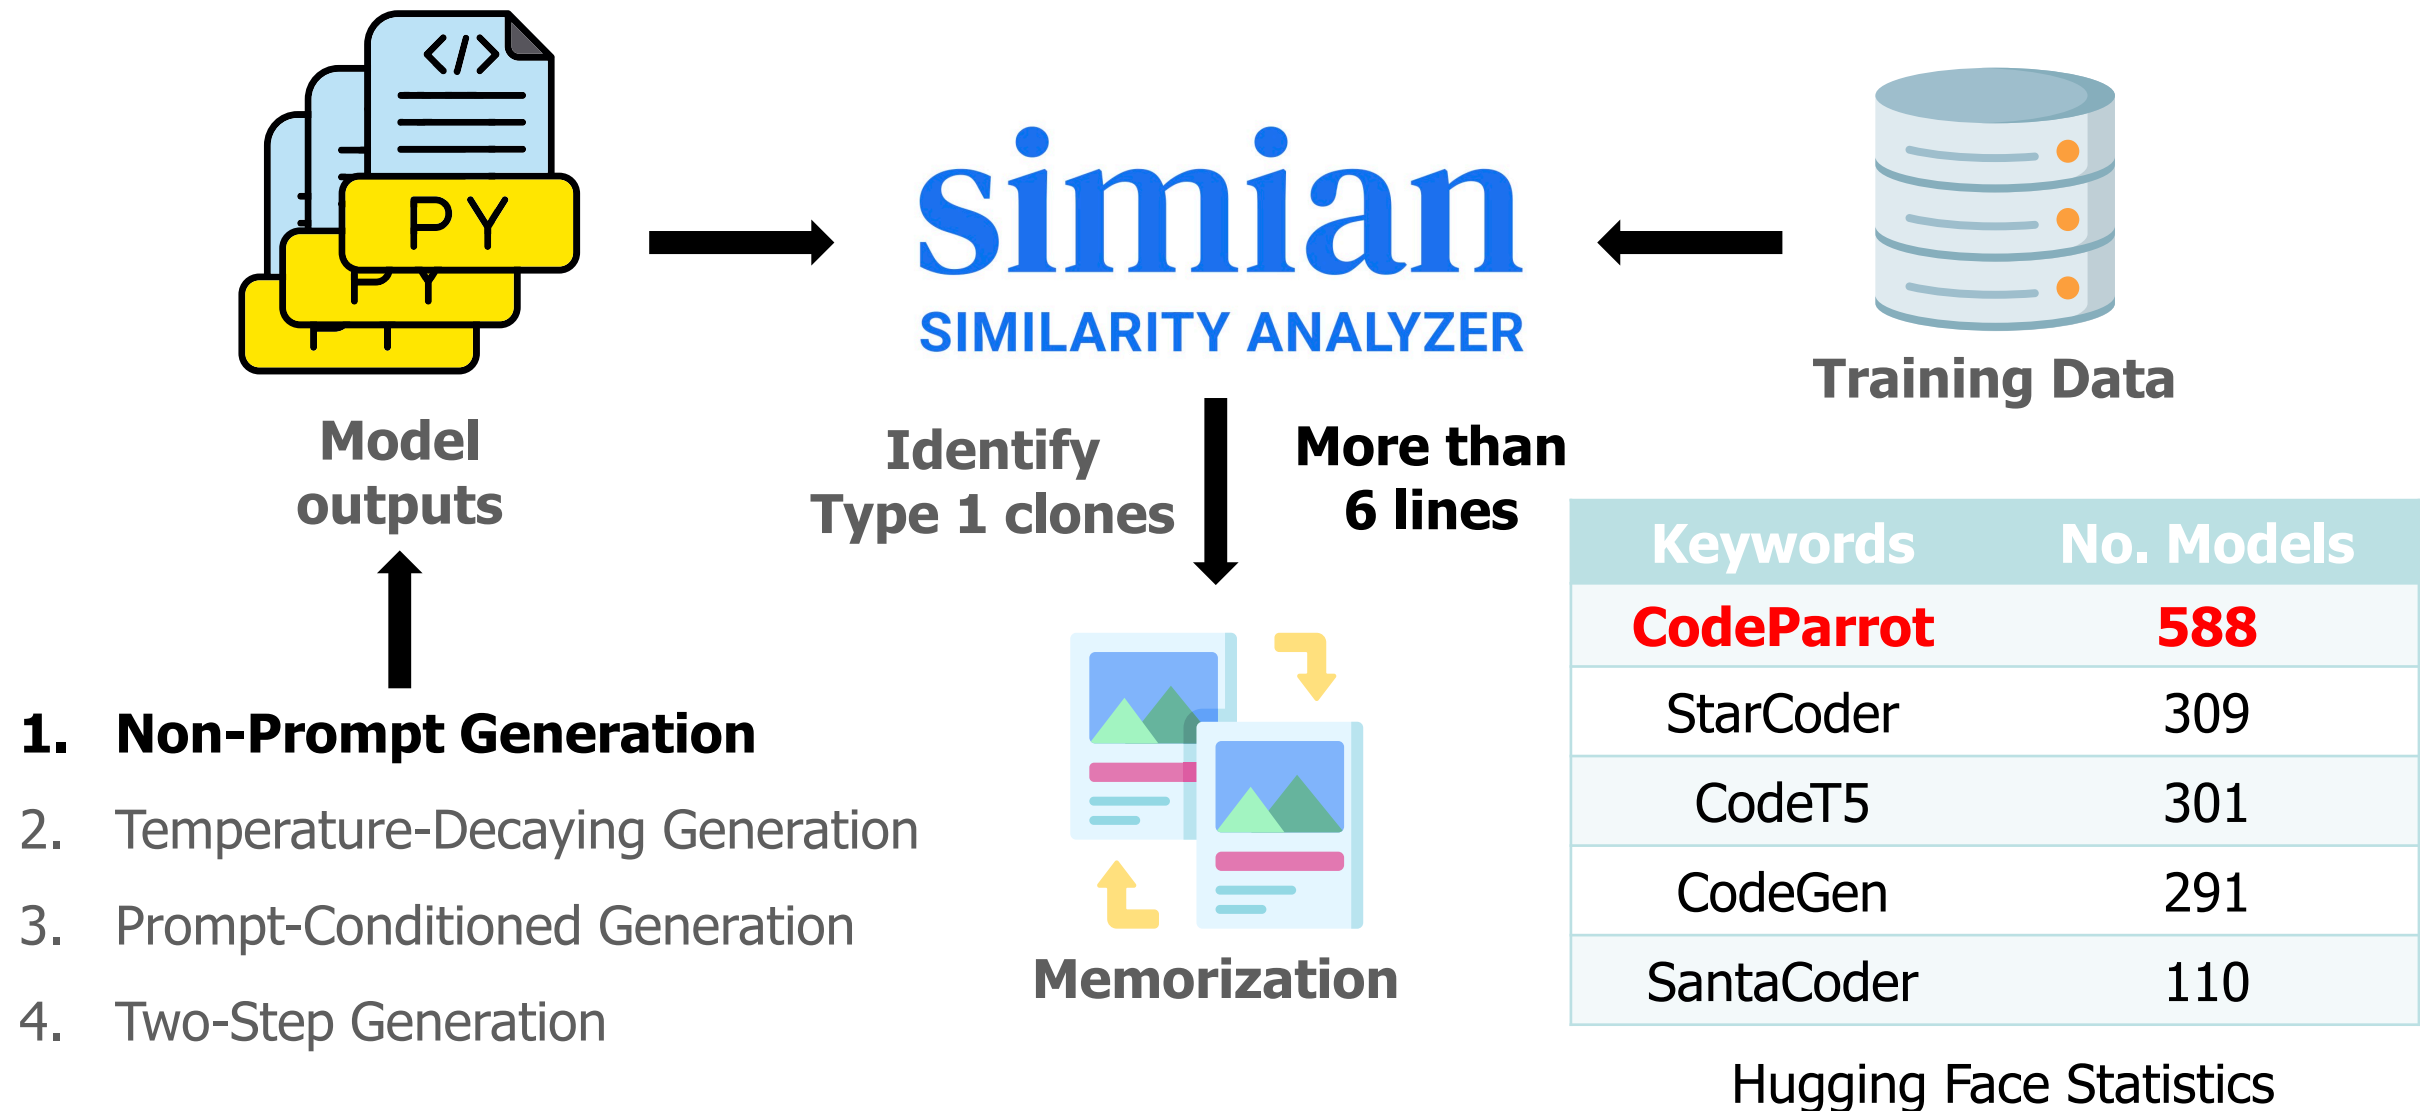 </>
PY
PY
PY
Model
outputs
simian
SIMILARITY ANALYZER
Training Data
Identify
Type 1 clones
More than
6 lines
1. Non-Prompt Generation
2. Temperature-Decaying Generation
3. Prompt-Conditioned Generation
4. Two-Step Generation
Memorization
Keywords No. Models
CodeParrot 588
StarCoder 309
CodeT5 301
CodeGen 291
SantaCoder 110
Hugging Face Statistics